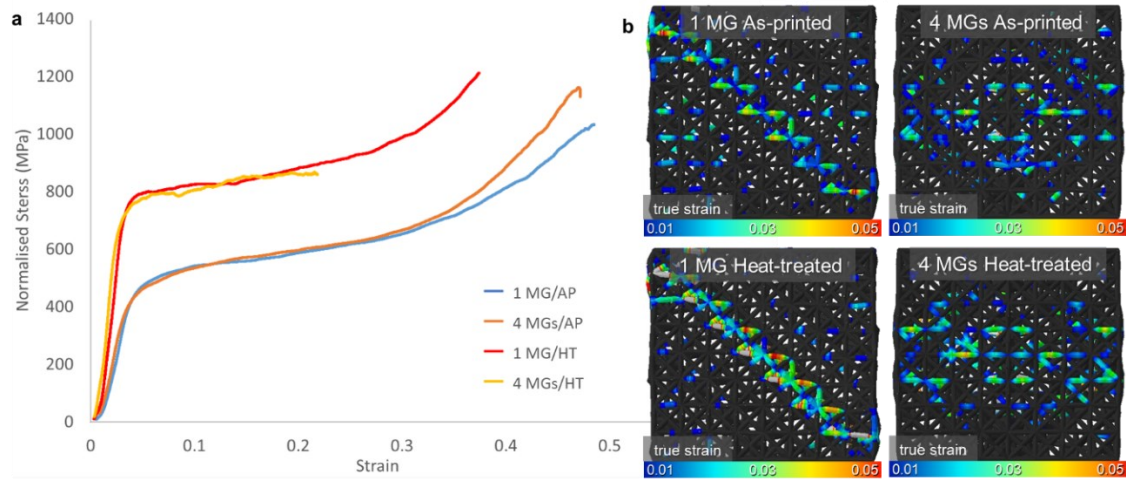 a
1400
1200
1000
800
600
400
200
0
Normalised Sterss (MPa)
0
0.1
0.2
0.3
0.4
0.5
Strain
1 MG/AP
4 MGs/AP
1 MG/HT
4 MGs/HT
b
1 MG As-printed
true strain
0.01 0.03 0.05
4 MGs As-printed
true strain
0.01 0.03 0.05
1 MG Heat-treated
true strain
0.01 0.03 0.05
4 MGs Heat-treated
true strain
0.01 0.03 0.05